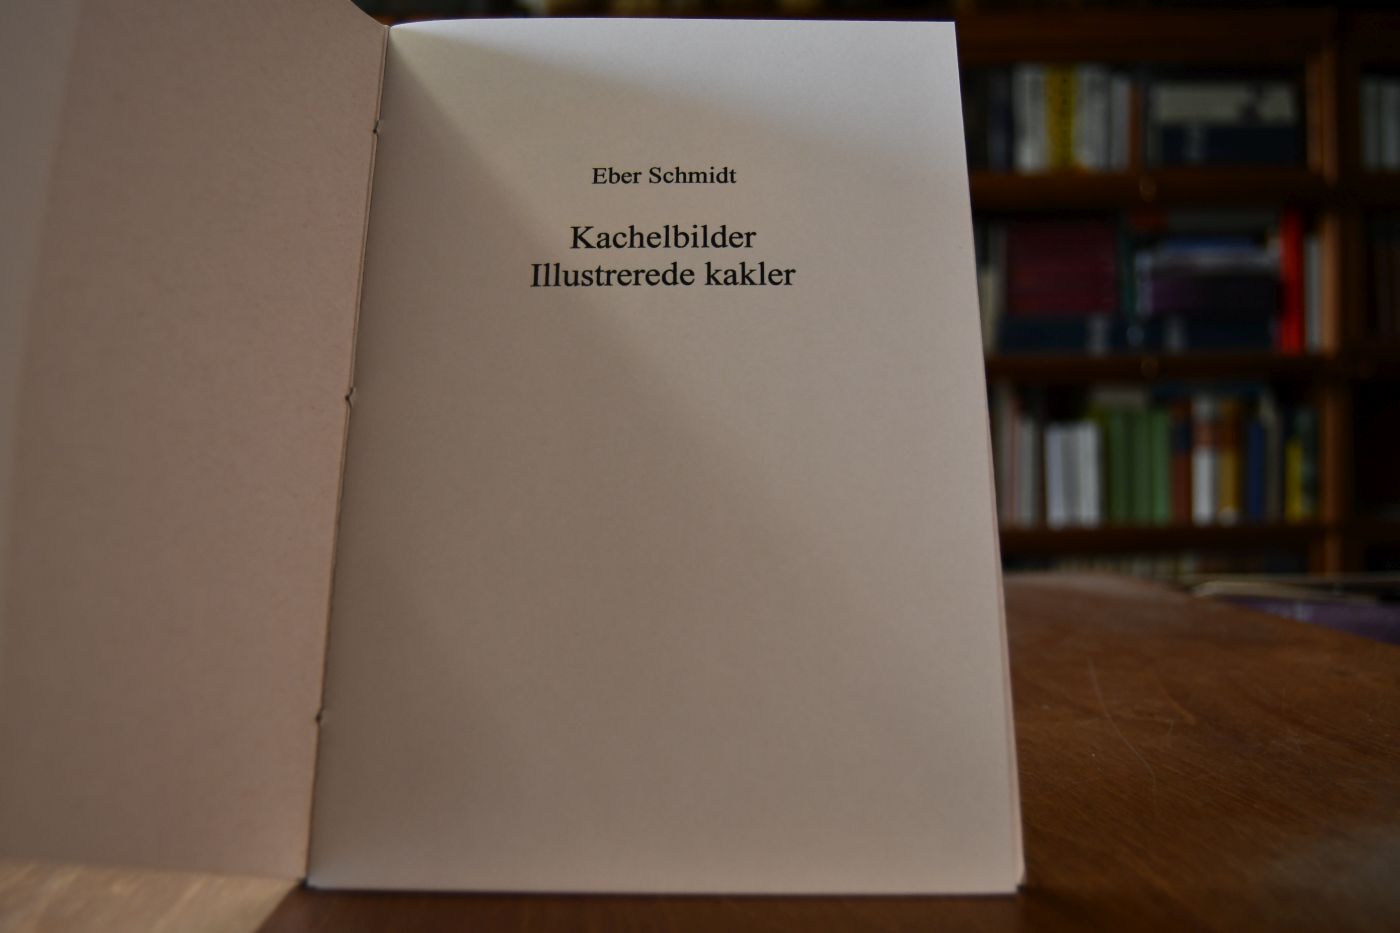 Eber Schmidt
Kachelbilder
Illustrerede kakler